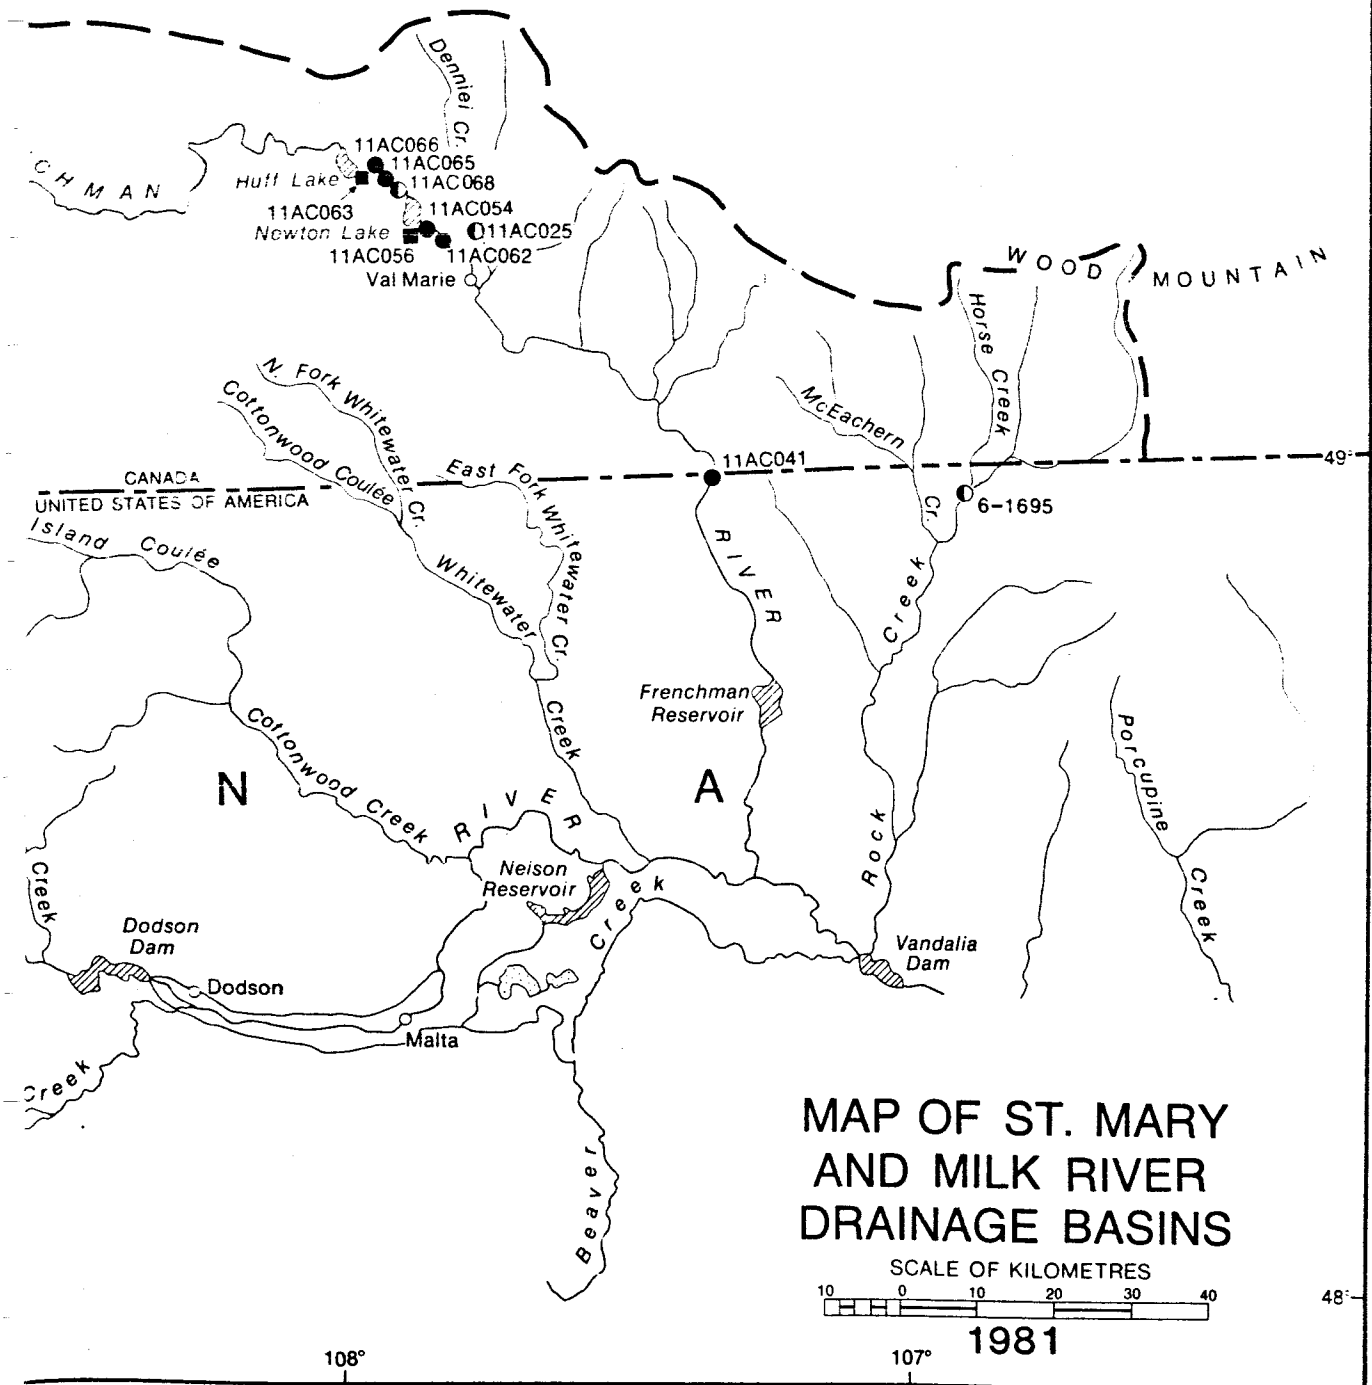 Denniel Cr.
11AC066
11AC065
CHMAN
Huff Lake
11AC068
11AC063
11AC054
Newton Lake
11AC025
11AC056
11AC062
Val Marie
WOOD MOUNTAIN
Horse Creek
N. Fork Whitewater Cr.
Cottonwood Coulée
McEachern Cr.
East Fork Whitewater Cr.
11AC041
49°
CANADA
UNITED STATES OF AMERICA
6-1695
Island Coulée
RIVER
Whitewater Creek
Frenchman
Reservoir
Rock Creek
Porcupine Creek
Cottonwood Creek
N
A
RIVER
Nelson
Reservoir
Creek
Creek
Dodson
Dam
Vandalia
Dam
Dodson
Malta
Creek
Beaver
MAP OF ST. MARY
AND MILK RIVER
DRAINAGE BASINS
SCALE OF KILOMETRES
10 0 10 20 30 40
48°
1981
108° 107°